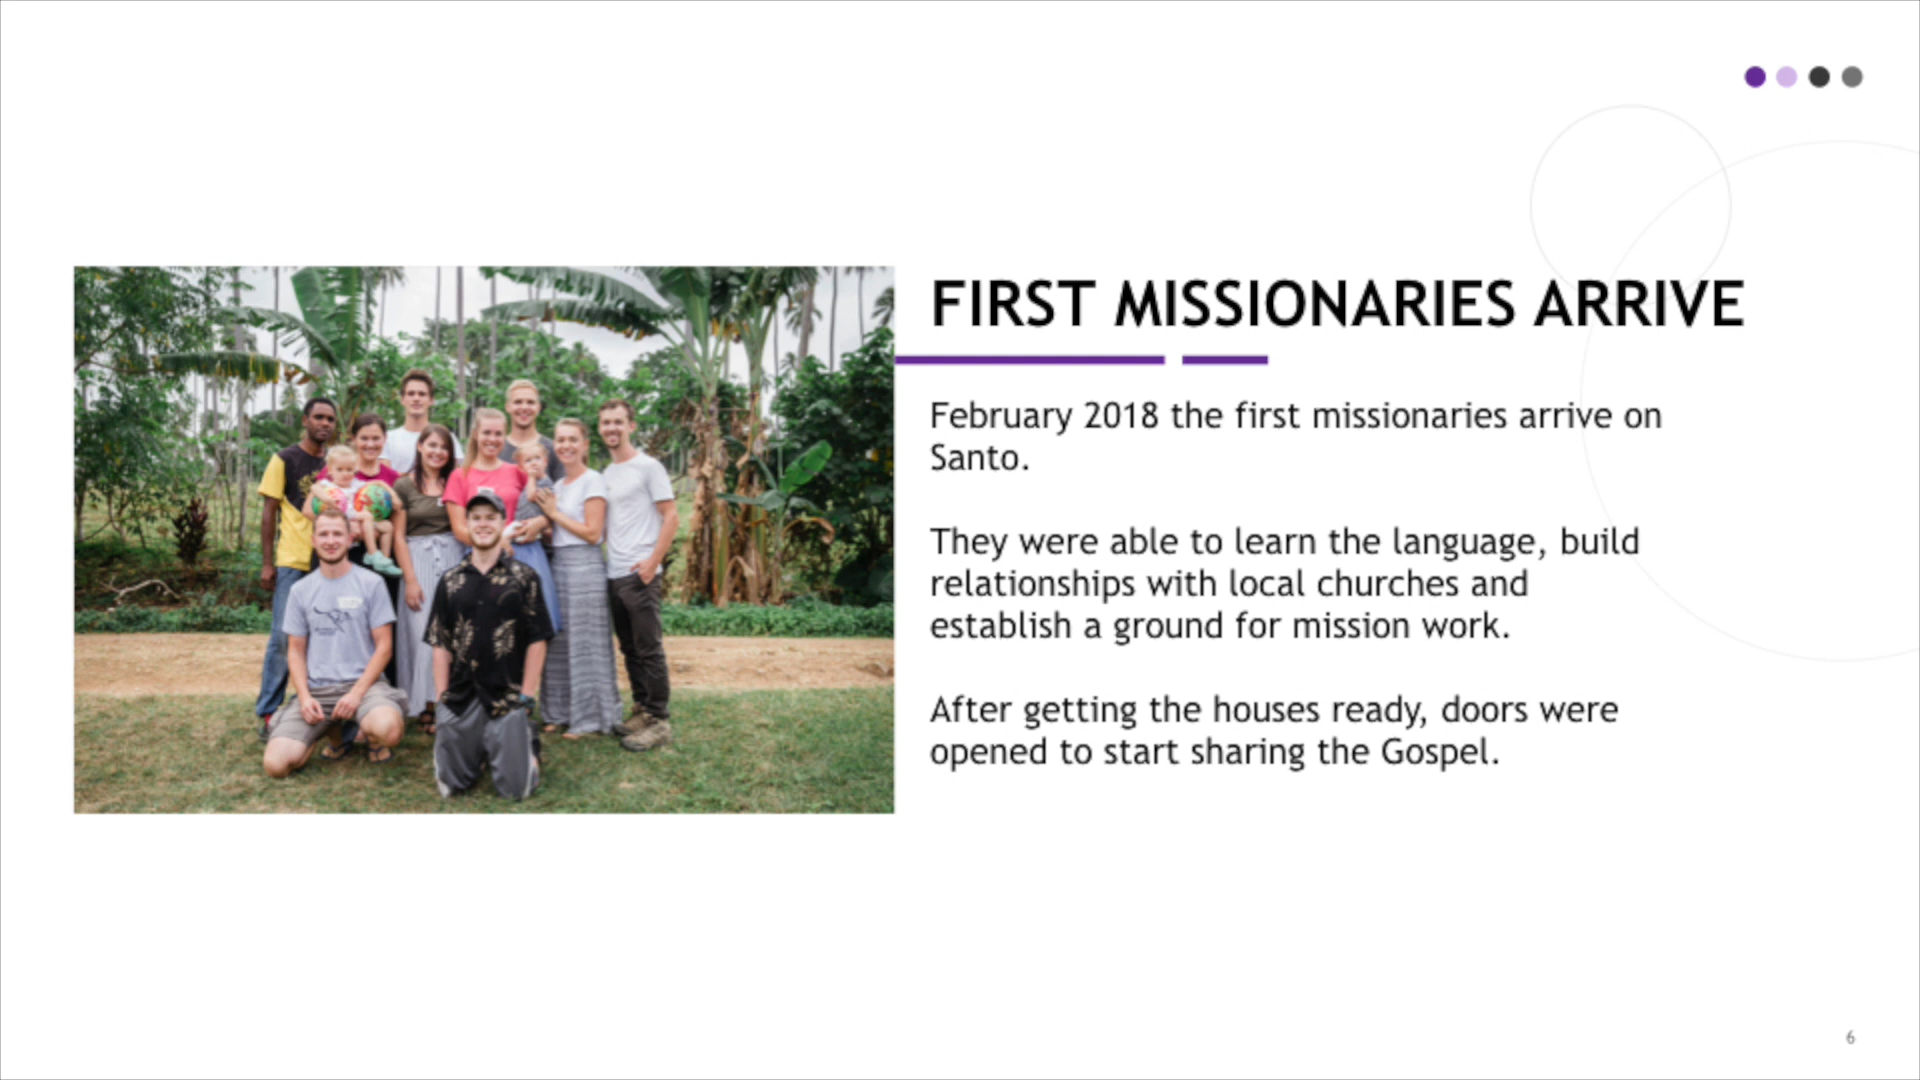 FIRST MISSIONARIES ARRIVE
February 2018 the first missionaries arrive on
Santo.
They were able to learn the language, build
relationships with local churches and
establish a ground for mission work.
After getting the houses ready, doors were
opened to start sharing the Gospel.
6